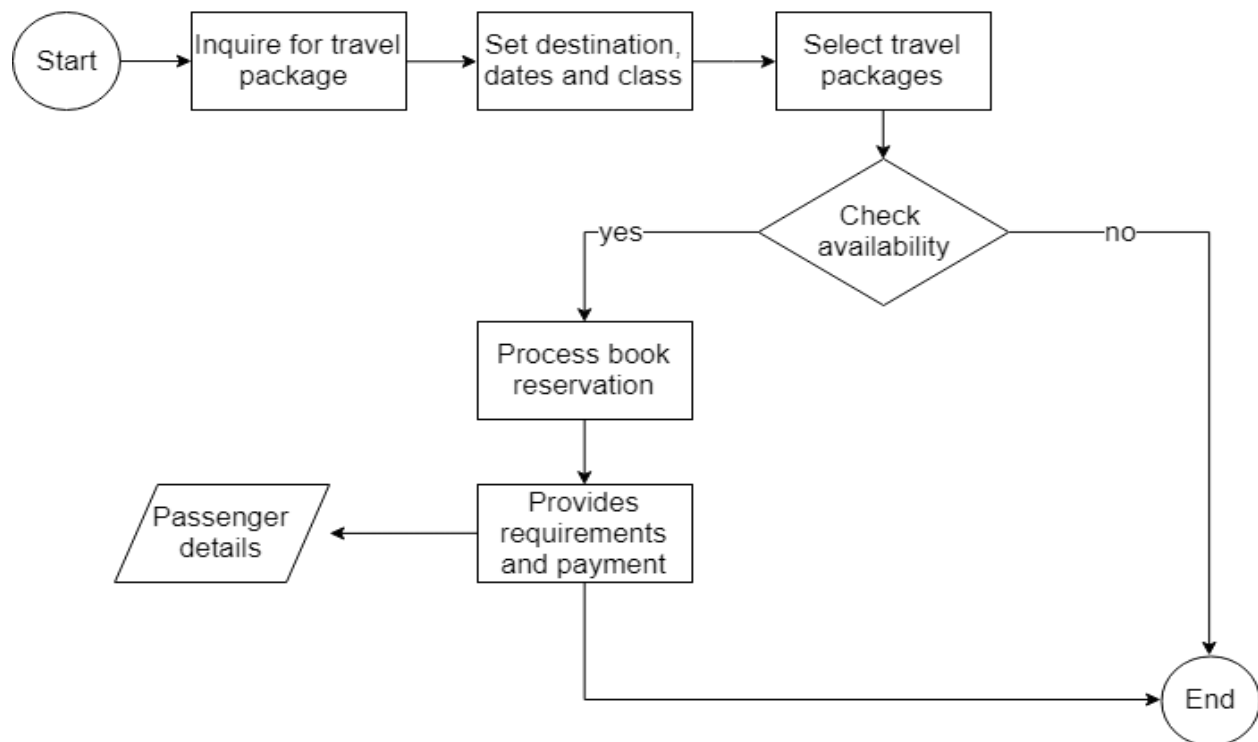 Start
Inquire for travel
package
Set destination,
dates and class
Select travel
packages
Check
availability
yes
no
Process book
reservation
Provides
requirements
and payment
Passenger
details
End